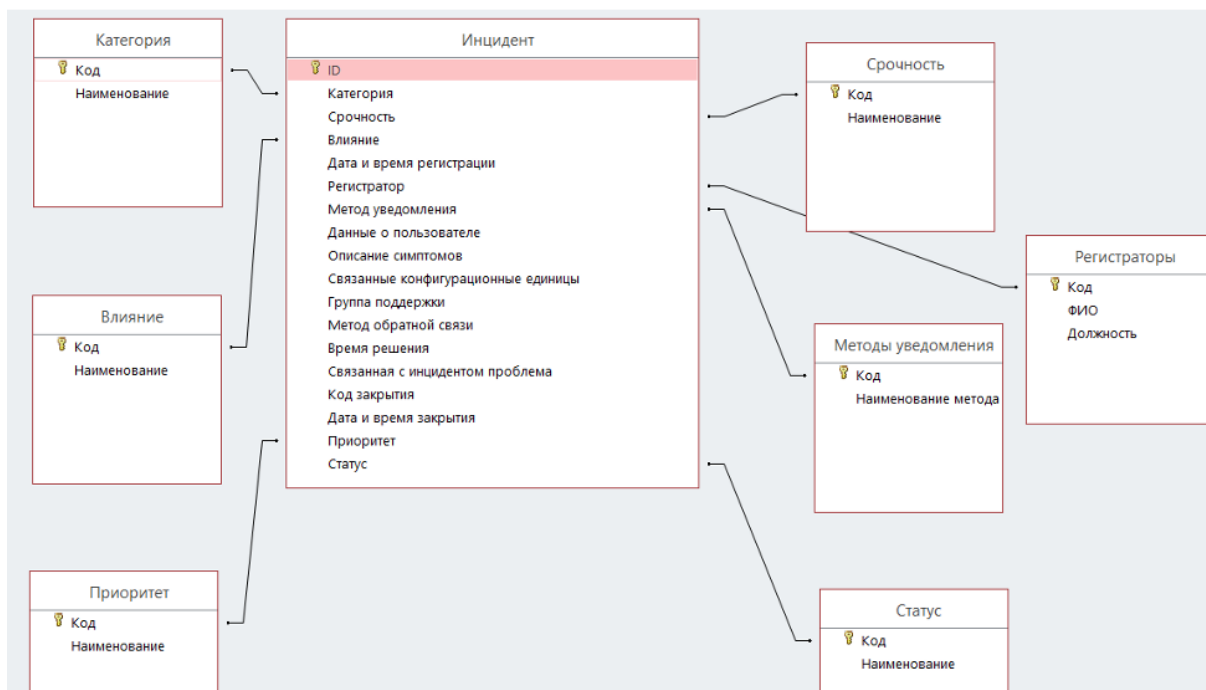 Категория
Код
Наименование
Инцидент
ID
Категория
Срочность
Влияние
Дата и время регистрации
Регистратор
Метод уведомления
Данные о пользователе
Описание симптомов
Связанные конфигурационные единицы
Группа поддержки
Метод обратной связи
Время решения
Связанная с инцидентом проблема
Код закрытия
Дата и время закрытия
Приоритет
Статус
Срочность
Код
Наименование
Регистраторы
Код
ФИО
Должность
Влияние
Код
Наименование
Методы уведомления
Код
Наименование метода
Приоритет
Код
Наименование
Статус
Код
Наименование